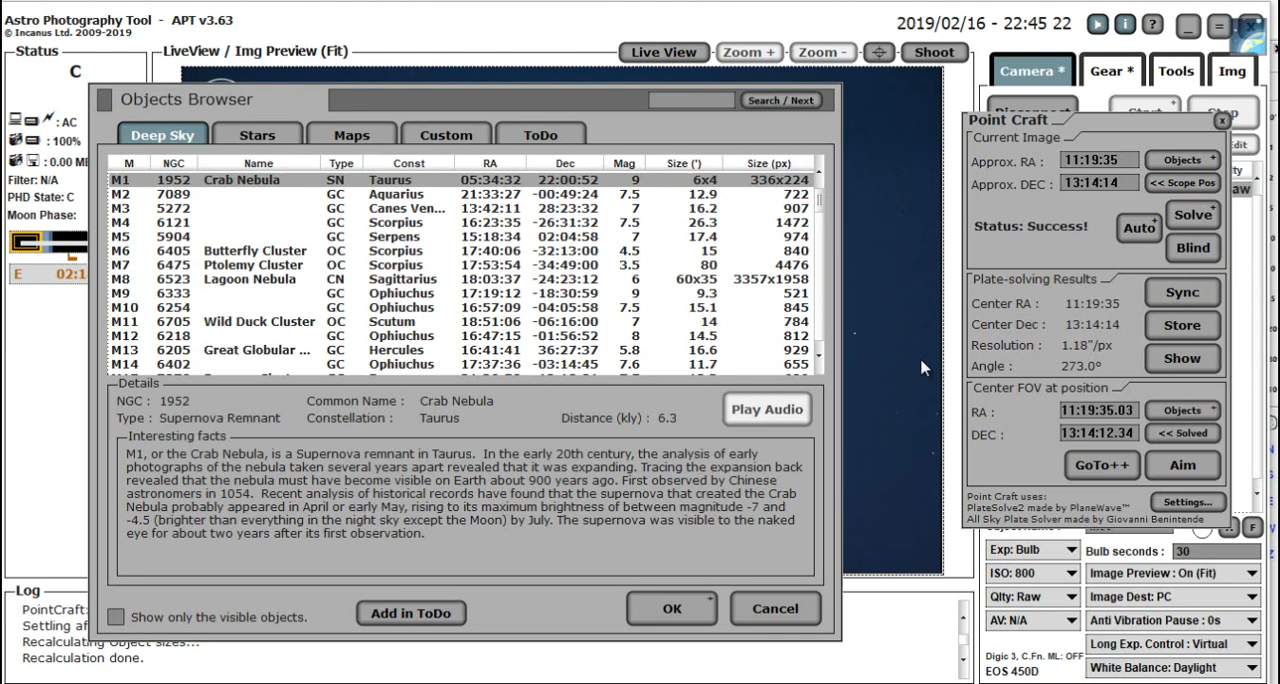 Astro Photography Tool - APT v3.63
© Incanus Ltd. 2009-2019
2019/02/16 - 22:45 22
Status
C
: AC
: 100%
: 0.00 MB
Filter: N/A
PHD State: C
Moon Phase:
E 02:1
LiveView / Img Preview (Fit)
Live View Zoom + Zoom - Shoot
Camera * Gear * Tools Img
Objects Browser
Search / Next
Deep Sky Stars Maps Custom ToDo
M NGC Name Type Const RA Dec Mag Size (') Size (px)
M1 1952 Crab Nebula SN Taurus 05:34:32 22:00:52 9 6x4 336x224
M2 7089 GC Aquarius 21:33:27 -00:49:24 7 12.9 722
M3 5272 GC Canes Ven... 13:42:11 28:23:32 7 16.2 907
M4 6121 GC Scorpius 16:23:35 -26:31:32 7.5 26.3 1472
M5 5904 GC Serpens 15:18:34 02:04:58 7 17.4 974
M6 6405 Butterfly Cluster OC Scorpius 17:40:06 -32:13:00 4.5 15 840
M7 6475 Ptolemy Cluster OC Scorpius 17:53:54 -34:49:00 3.5 80 4476
M8 6523 Lagoon Nebula CN Sagittarius 18:03:37 -24:23:12 6 60x35 3357x1958
M9 6333 GC Ophiuchus 17:19:12 -18:30:59 9 9.3 521
M10 6254 GC Ophiuchus 16:57:09 -04:05:58 7.5 15.1 845
M11 6705 Wild Duck Cluster OC Scutum 18:51:06 -06:16:00 7 14 784
M12 6218 GC Ophiuchus 16:47:15 -01:56:52 8 14.5 812
M13 6205 Great Globular ... GC Hercules 16:41:41 36:27:37 5.8 16.6 929
M14 6402 GC Ophiuchus 17:37:36 -03:14:45 7.6 11.7 655
Details
NGC : 1952 Common Name : Crab Nebula
Type : Supernova Remnant Constellation : Taurus Distance (kly) : 6.3
Play Audio
Interesting facts
M1, or the Crab Nebula, is a Supernova remnant in Taurus. In the early 20th century, the analysis of early
photographs of the nebula taken several years apart revealed that it was expanding. Tracing the expansion back
revealed that the nebula must have become visible on Earth about 900 years ago. First observed by Chinese
astronomers in 1054. Recent analysis of historical records have found that the supernova that created the Crab
Nebula probably appeared in April or early May, rising to its maximum brightness of between magnitude -7 and
-4.5 (brighter than everything in the night sky except the Moon) by July. The supernova was visible to the naked
eye for about two years after its first observation.
Show only the visible objects.
Add in ToDo
OK
Cancel
Log
PointCraft:
Settling af
Recalculating Object sizes...
Recalculation done.
Point Craft
x
Current Image
Approx. RA : 11:19:35 Objects +
Approx. DEC : 13:14:14 << Scope Pos
Status: Success!
Auto
Solve
Blind
Plate-solving Results
Center RA : 11:19:35
Center Dec : 13:14:14
Resolution : 1.18"/px
Angle : 273.0º
Sync
Store
Show
Center FOV at position
RA : 11:19:35.03 Objects +
DEC : 13:14:12.34 << Solved
GoTo++ Aim
Point Craft uses:
PlateSolve2 made by PlaneWave™
All Sky Plate Solver made by Giovanni Benintende
Settings...
F
Exp: Bulb
Bulb seconds : 30
ISO: 800
Image Preview : On (Fit)
Qlty: Raw
Image Dest: PC
AV: N/A
Anti Vibration Pause : 0s
Long Exp. Control : Virtual
Digic 3, C.Fn. ML: OFF
EOS 450D
White Balance: Daylight